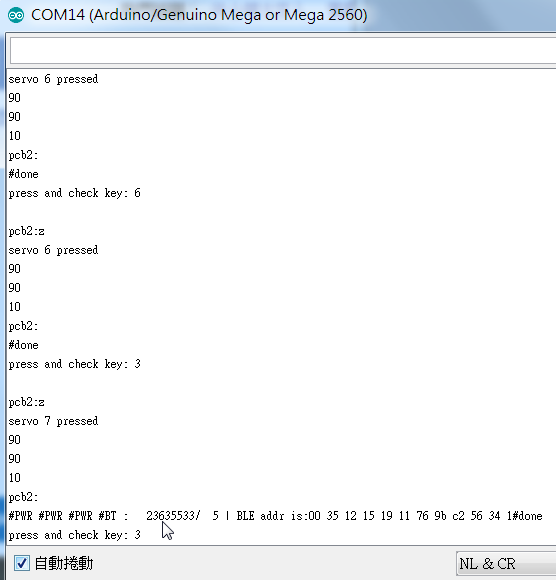 COM14 (Arduino/Genuino Mega or Mega 2560)
servo 6 pressed
90
90
10
pcb2:
#done
press and check key: 6
pcb2:z
servo 6 pressed
90
90
10
pcb2:
#done
press and check key: 3
pcb2:z
servo 7 pressed
90
90
10
pcb2:
#PWR #PWR #PWR #BT :   23635533/  5 | BLE addr is:00 35 12 15 19 11 76 9b c2 56 34 1#done
press and check key: 3
自動捲動
NL & CR